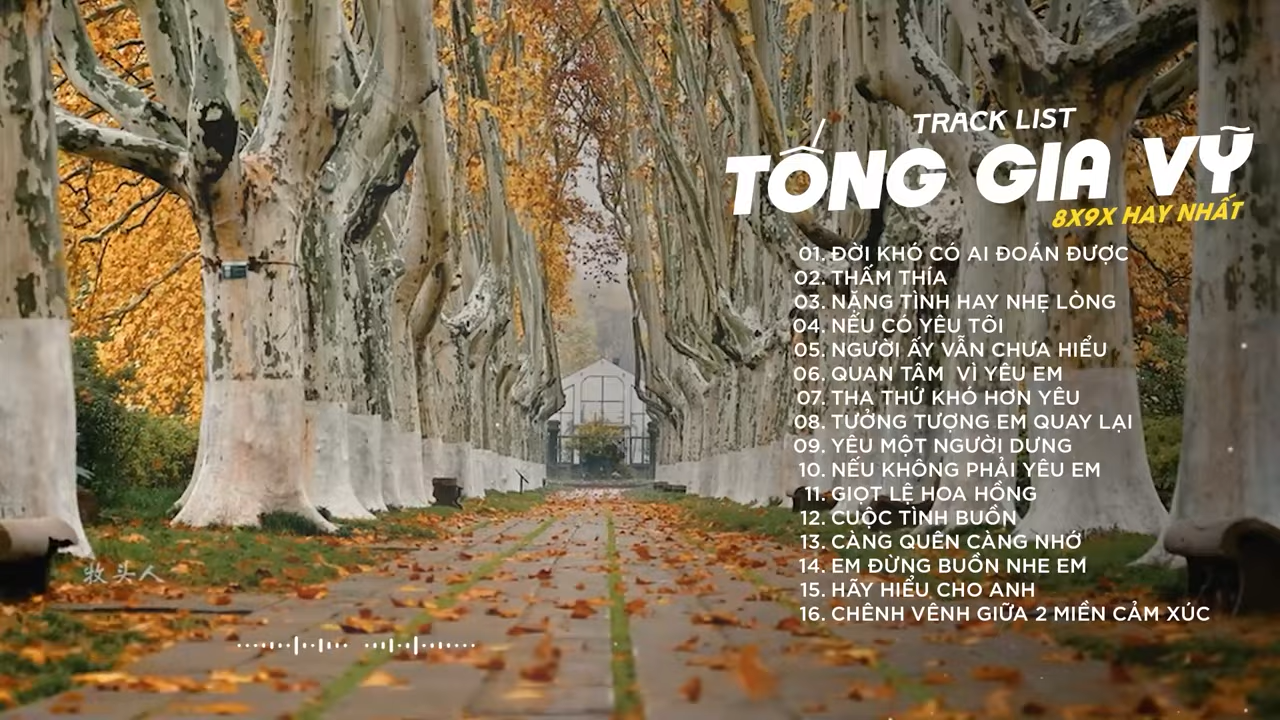 TRACK LIST
TỐNG GIA VỸ
8X9X HAY NHẤT
01. ĐỜI KHÓ CÓ AI ĐOÁN ĐƯỢC
02. THẤM THÍA
03. NẶNG TÌNH HAY NHẸ LÒNG
04. NẾU CÓ YÊU TÔI
05. NGƯỜI ẤY VẪN CHƯA HIỂU
06. QUAN TÂM VÌ YÊU EM
07. THA THỨ KHÓ HƠN YÊU
08. TƯỞNG TƯỢNG EM QUAY LẠI
09. YÊU MỘT NGƯỜI DƯNG
10. NẾU KHÔNG PHẢI YÊU EM
11. GIỌT LỆ HOA HỒNG
12. CUỘC TÌNH BUỒN
13. CÀNG QUÊN CÀNG NHỚ
14. EM ĐỪNG BUỒN NHE EM
15. HÃY HIỂU CHO ANH
16. CHÊNH VÊNH GIỮA 2 MIỀN CẢM XÚC
牧头人